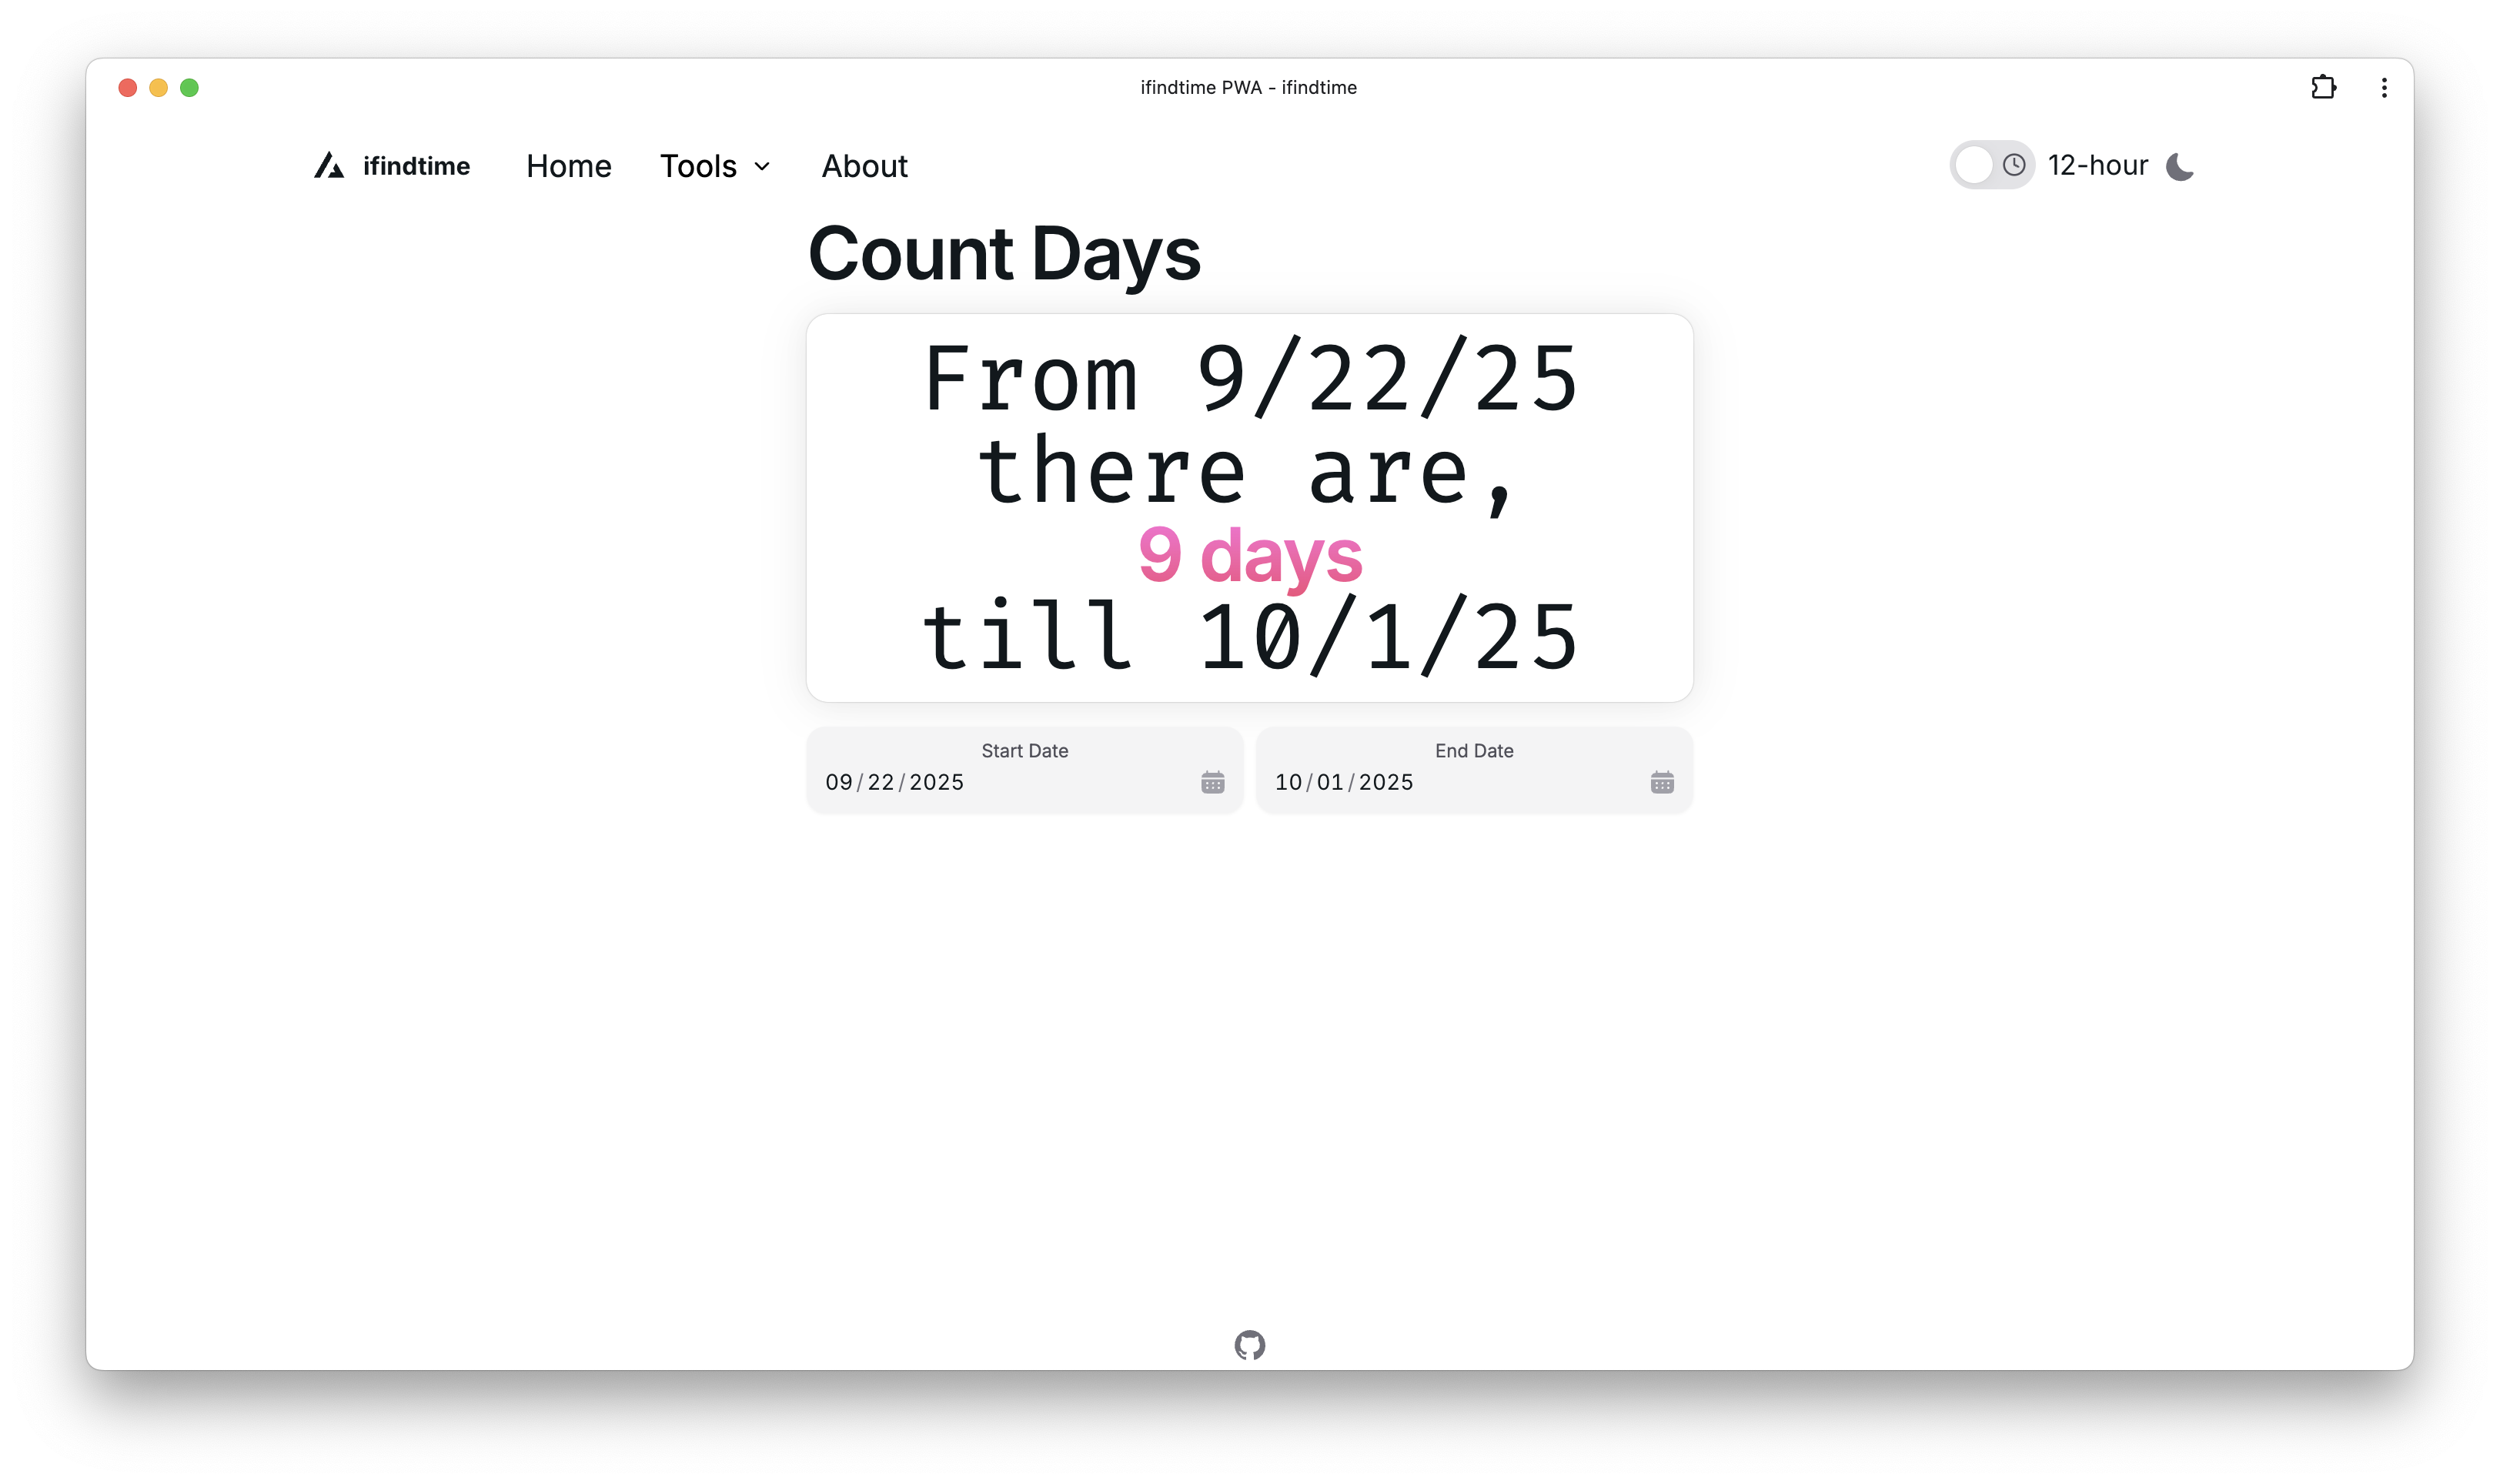 ifindtime PWA - ifindtime
ifindtime Home Tools About 12-hour
Count Days
From 9/22/25
there are,
9 days
till 10/1/25
Start Date End Date
09/22/2025 10/01/2025